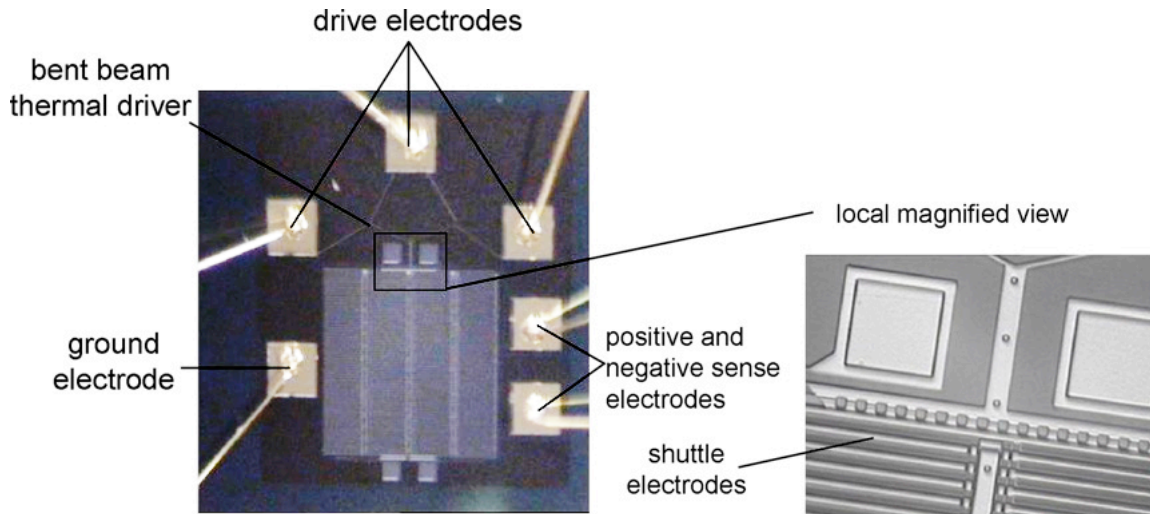 drive electrodes
bent beam
thermal driver
local magnified view
ground
electrode
positive and
negative sense
electrodes
shuttle
electrodes